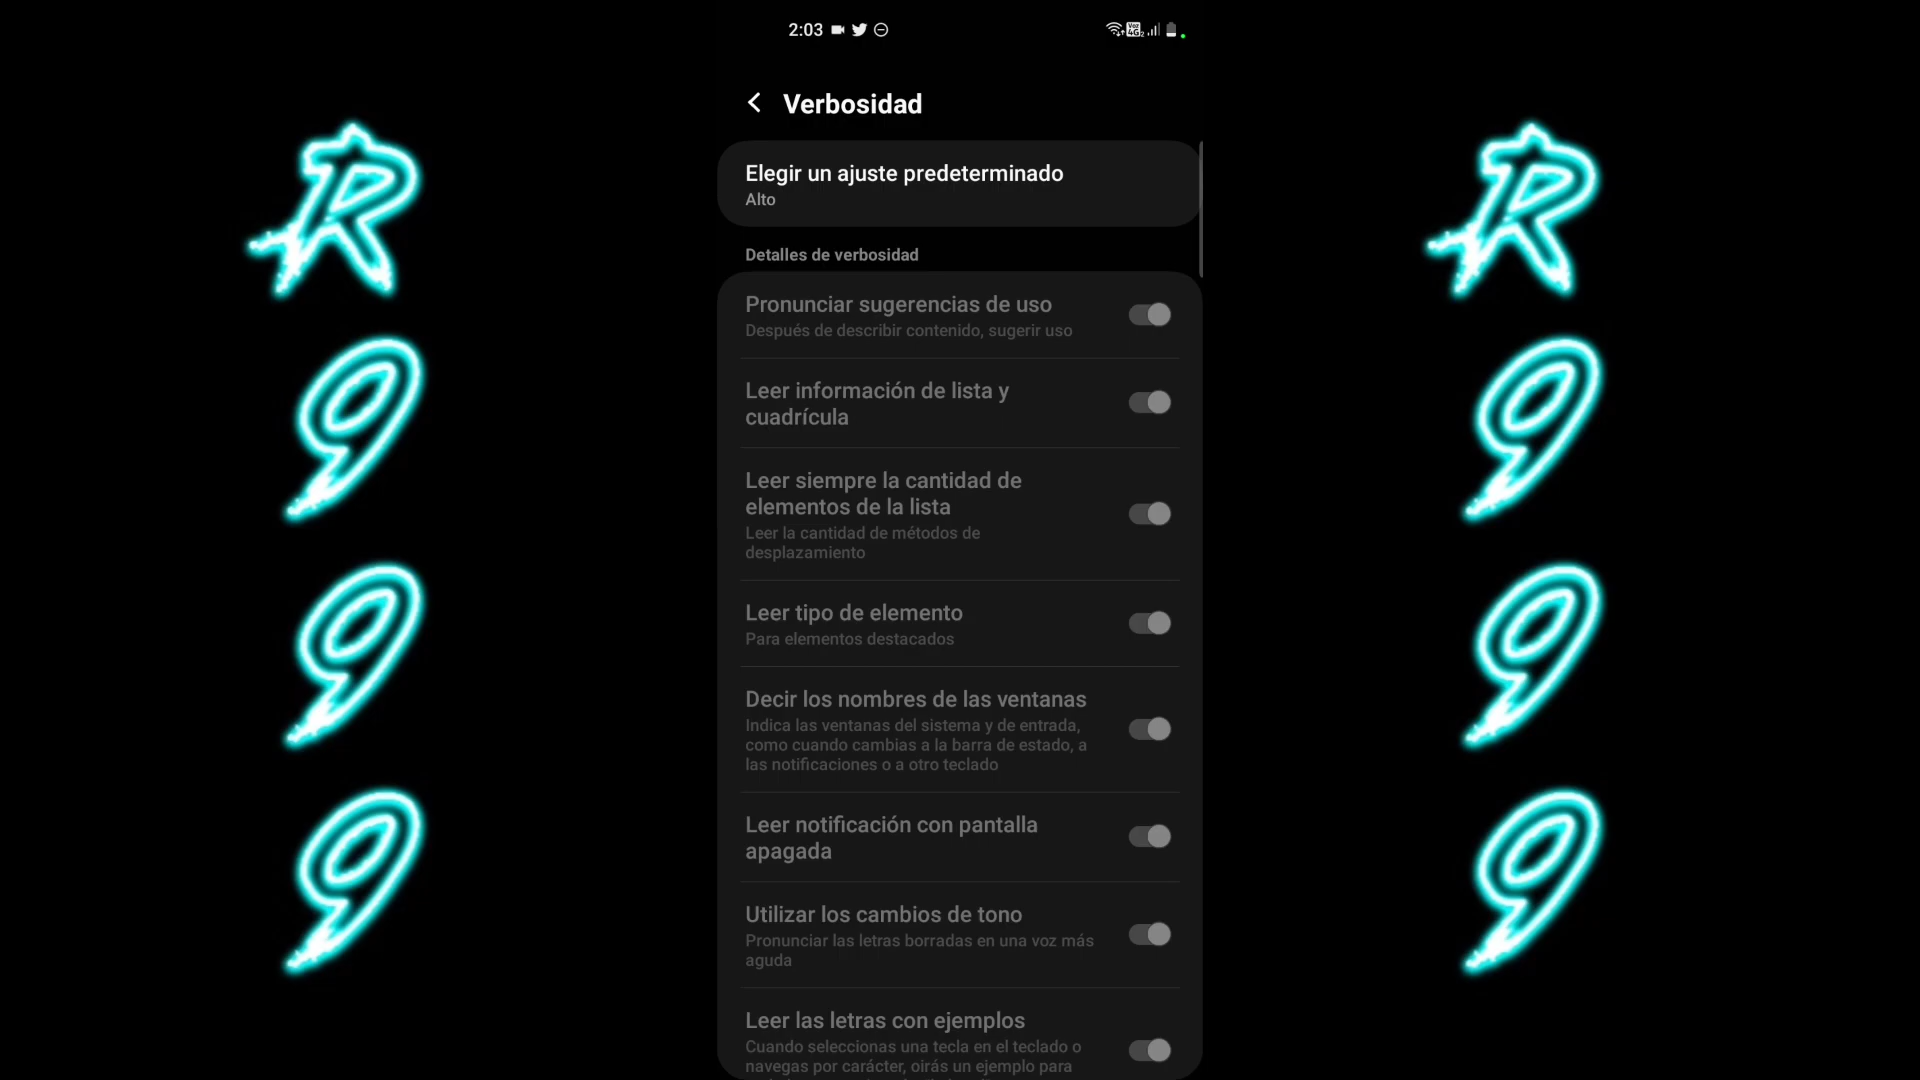 2:03
Voz
4G
Verbosidad
Elegir un ajuste predeterminado
Alto
Detalles de verbosidad
Pronunciar sugerencias de uso
Después de describir contenido, sugerir uso
Leer información de lista y
cuadrícula
Leer siempre la cantidad de
elementos de la lista
Leer la cantidad de métodos de
desplazamiento
Leer tipo de elemento
Para elementos destacados
Decir los nombres de las ventanas
Indica las ventanas del sistema y de entrada,
como cuando cambias a la barra de estado, a
las notificaciones o a otro teclado
Leer notificación con pantalla
apagada
Utilizar los cambios de tono
Pronunciar las letras borradas en una voz más
aguda
Leer las letras con ejemplos
Cuando seleccionas una tecla en el teclado o
navegas por carácter, oirás un ejemplo para
R
9
9
9
R
9
9
9